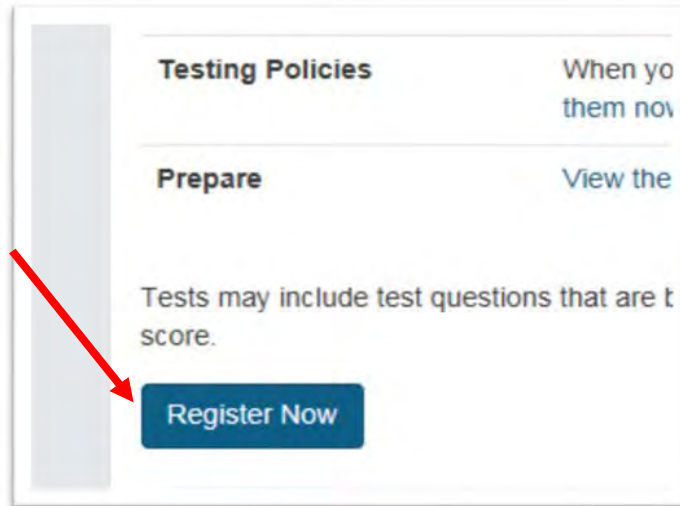 Testing Policies When yo
them nov
Prepare View the
Tests may include test questions that are b
score.
Register Now